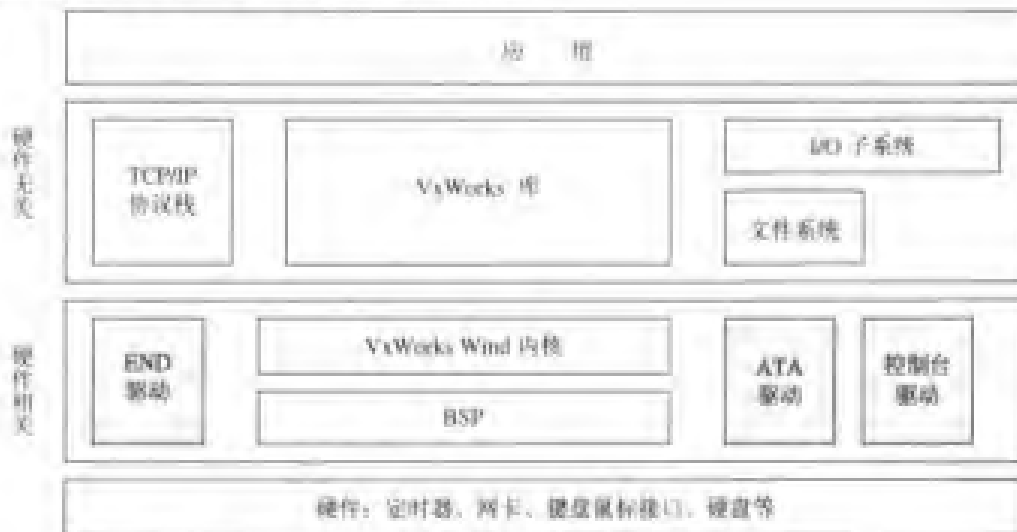 应 用
硬件无关
TCP/IP
协议栈
VxWorks 库
I/O 子系统
文件系统
硬件相关
END
驱动
VxWorks Wind 内核
BSP
ATA
驱动
控制台
驱动
硬件：定时器、网卡、键盘鼠标接口、硬盘等